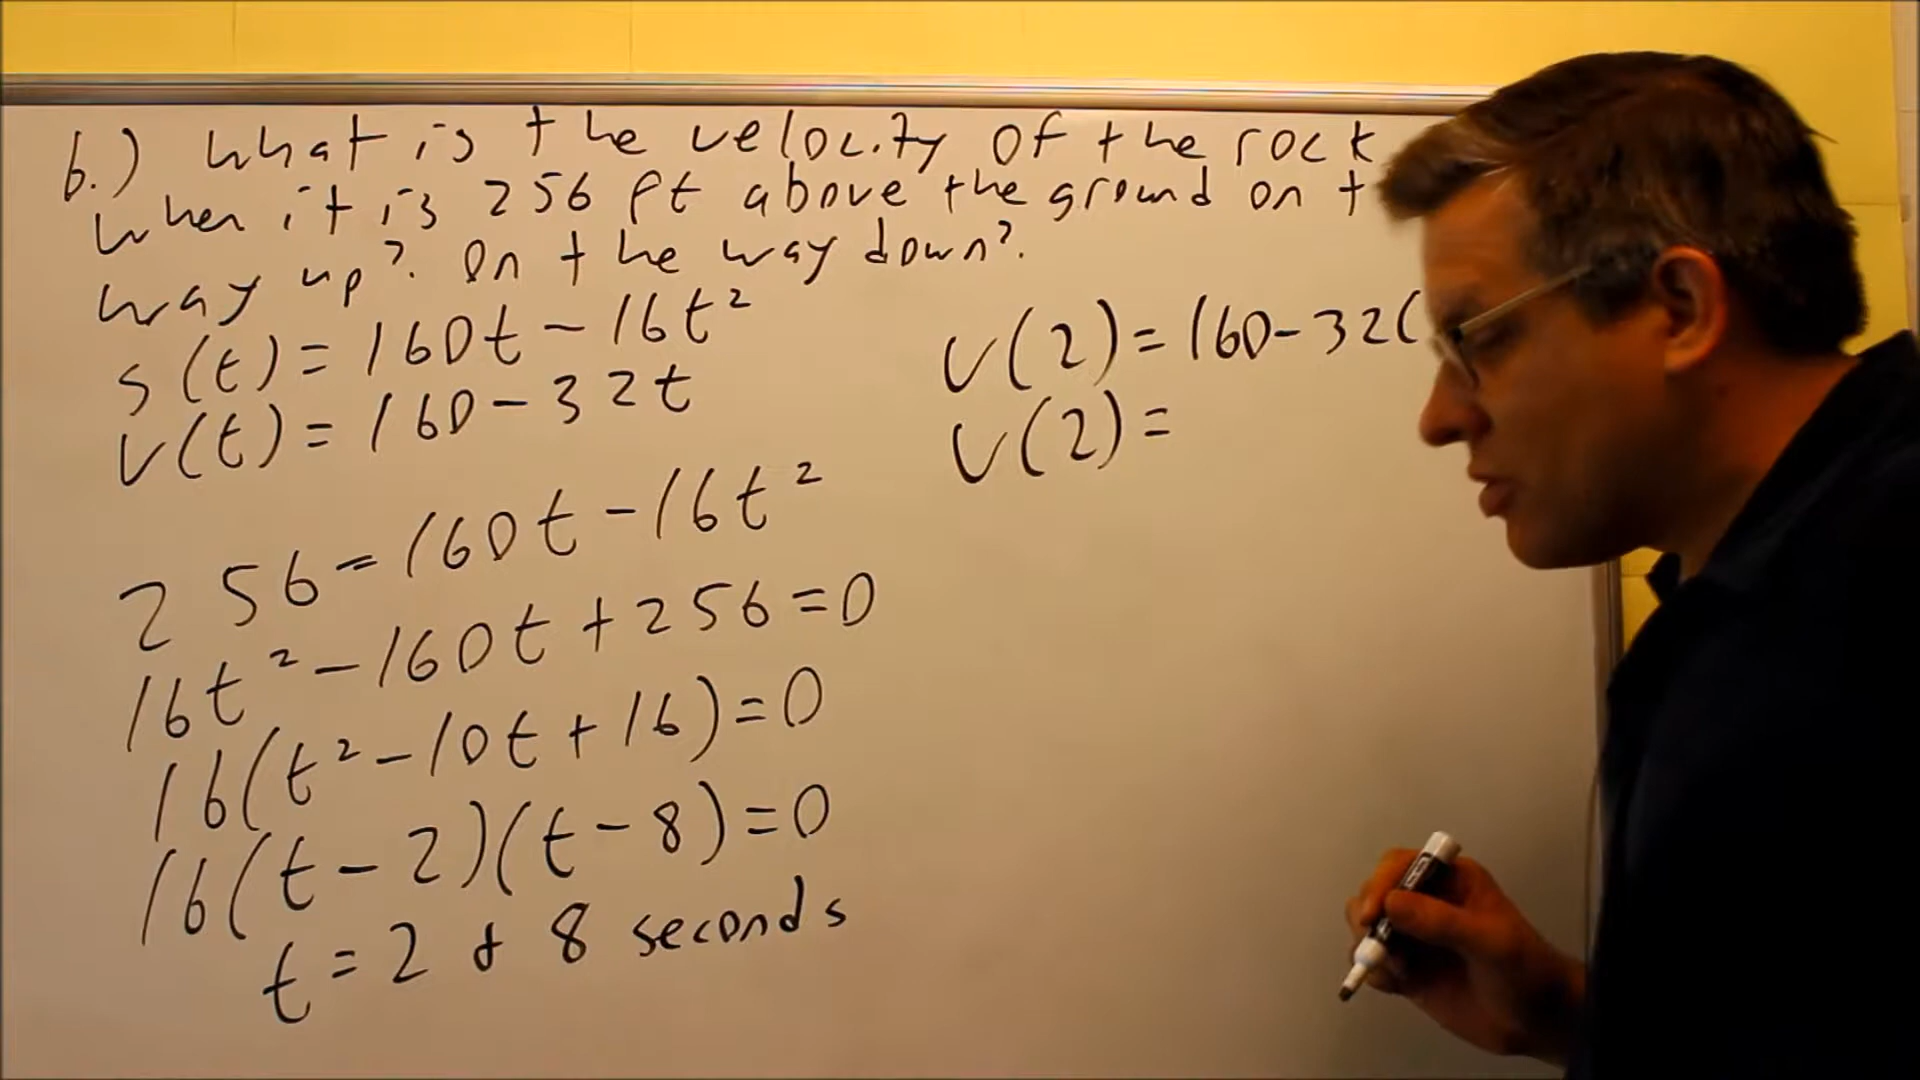 b.) What is the velocity of the rock
when it is 256 ft above the ground on t
way up? On the way down?
s(t) = 160t - 16t²
v(t) = 160 - 32t
256 = 160t - 16t²
16t² - 160t + 256 = 0
16(t² - 10t + 16) = 0
16(t - 2)(t - 8) = 0
t = 2 & 8 seconds
v(2) = 160 - 32(
v(2) =